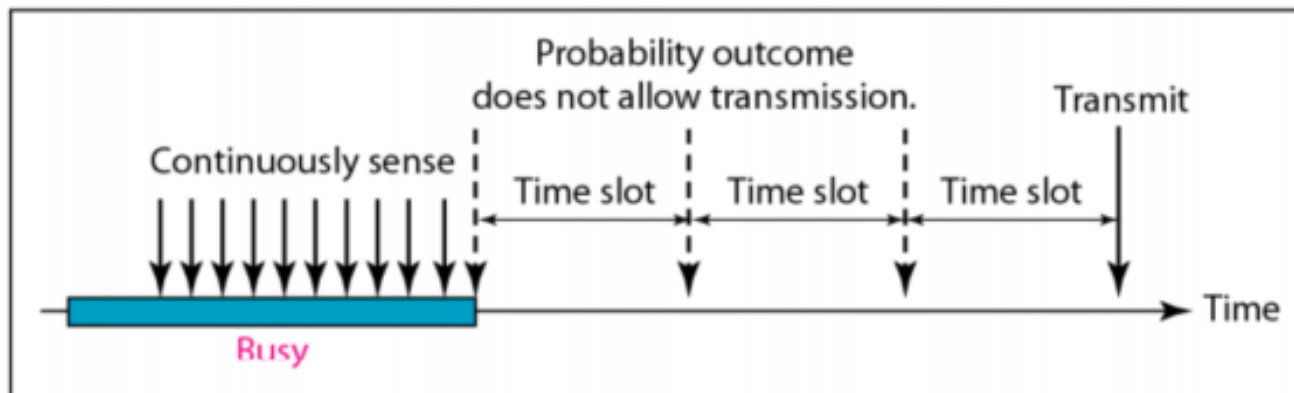 Probability outcome
does not allow transmission.
Transmit
Continuously sense
Time slot
Time slot
Time slot
Time
Busy